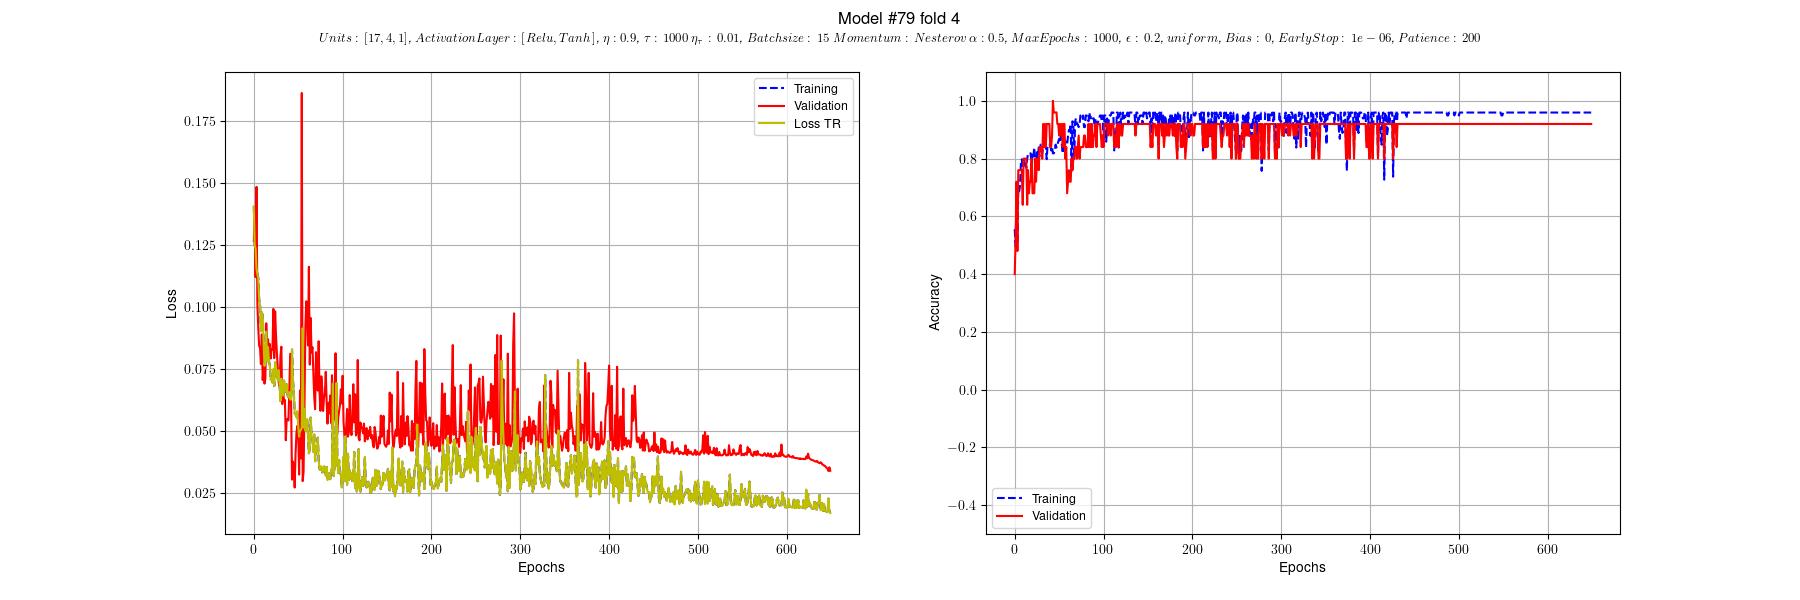 Model #79 fold 4
Units : [17, 4, 1], ActivationLayer : [Relu, Tanh], η : 0.9, τ : 1000 η_τ : 0.01, Batchsize : 15 Momentum : Nesterov α : 0.5, MaxEpochs : 1000, ϵ : 0.2, uniform, Bias : 0, EarlyStop : 1e − 06, Patience : 200
Training
Validation
Loss TR
0.175
0.150
0.125
0.100
0.075
0.050
0.025
Loss
0 100 200 300 400 500 600
Epochs
1.0
0.8
0.6
0.4
0.2
0.0
−0.2
−0.4
Accuracy
Training
Validation
0 100 200 300 400 500 600
Epochs